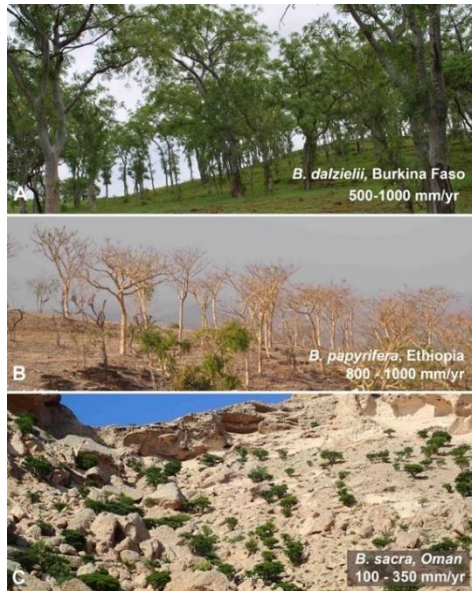 B. dalzielii, Burkina Faso
500-1000 mm/yr
A
B. papyrifera, Ethiopia
800 - 1000 mm/yr
B
B. sacra, Oman
100 - 350 mm/yr
C